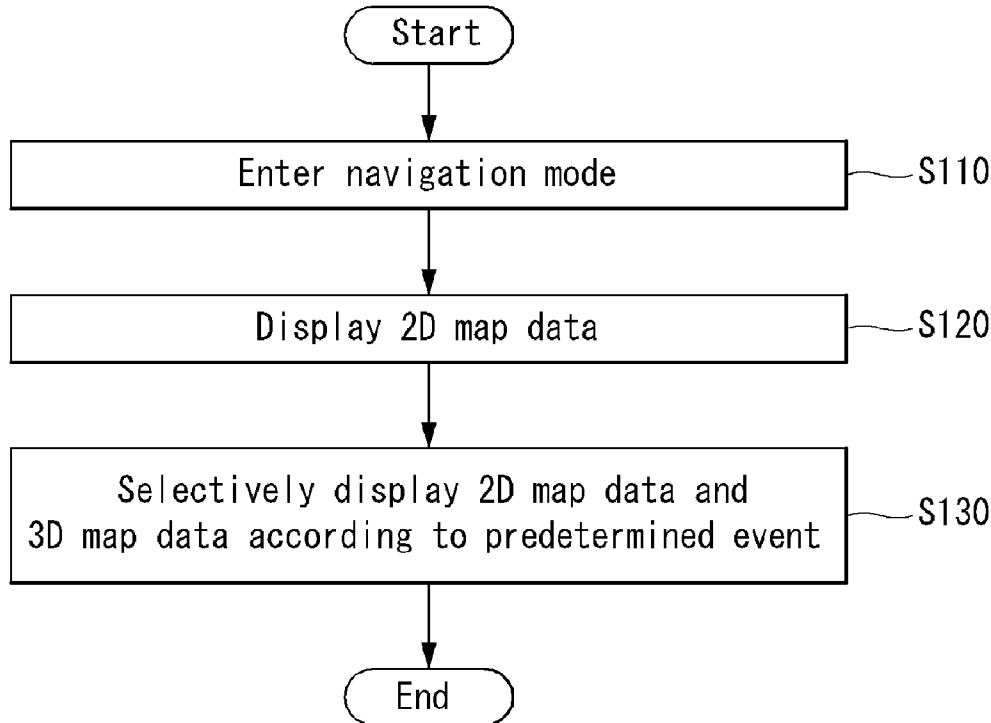 Start
Enter navigation mode
S110
Display 2D map data
S120
Selectively display 2D map data and
3D map data according to predetermined event
S130
End